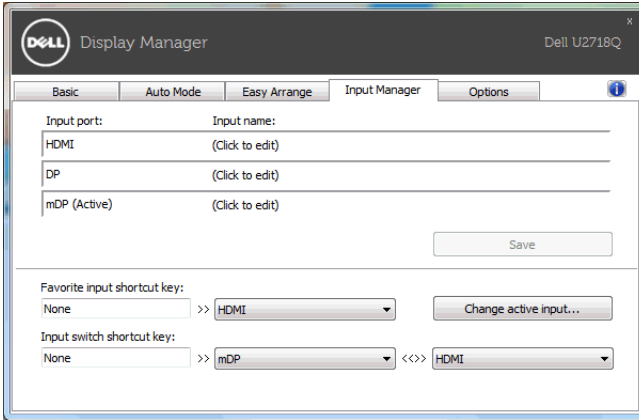 DELL Display Manager Dell U2718Q x
Basic Auto Mode Easy Arrange Input Manager Options i
Input port: Input name:
HDMI (Click to edit)
DP (Click to edit)
mDP (Active) (Click to edit)
Save
Favorite input shortcut key:
None >> HDMI Change active input...
Input switch shortcut key:
None >> mDP <<>> HDMI